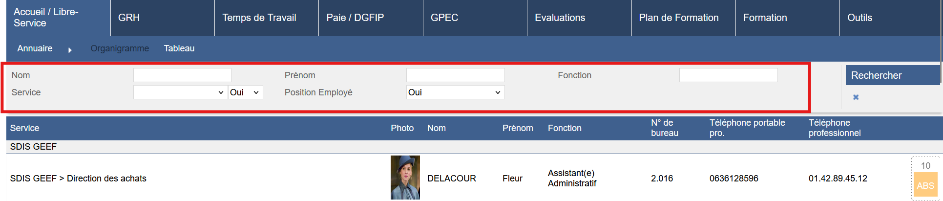 Accueil / Libre-Service GRH Temps de Travail Paie / DGFIP GPEC Evaluations Plan de Formation Formation Outils
Annuaire Organigramme Tableau
Nom Prénom Fonction Rechercher
Service Oui Position Employé Oui
Service Photo Nom Prénom Fonction N° de bureau Téléphone portable pro. Téléphone professionnel
SDIS GEEF
SDIS GEEF > Direction des achats DELACOUR Fleur Assistant(e) Administratif 2.016 0636128596 01.42.89.45.12 10 ABS